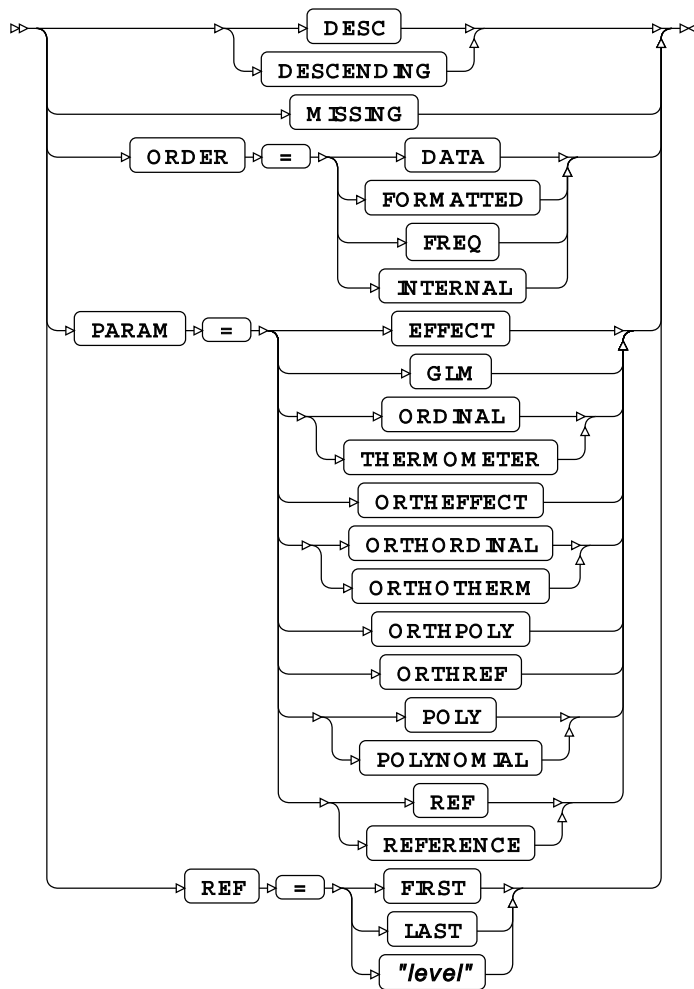 DESC
DESCENDING
MISSING
ORDER = DATA
FORMATTED
FREQ
INTERNAL
PARAM = EFFECT
GLM
ORDINAL
THERMOMETER
ORTHEFFECT
ORTHORDINAL
ORTHOTHERM
ORTHPOLY
ORTHREF
POLY
POLYNOMIAL
REF
REFERENCE
REF = FIRST
LAST
"level"